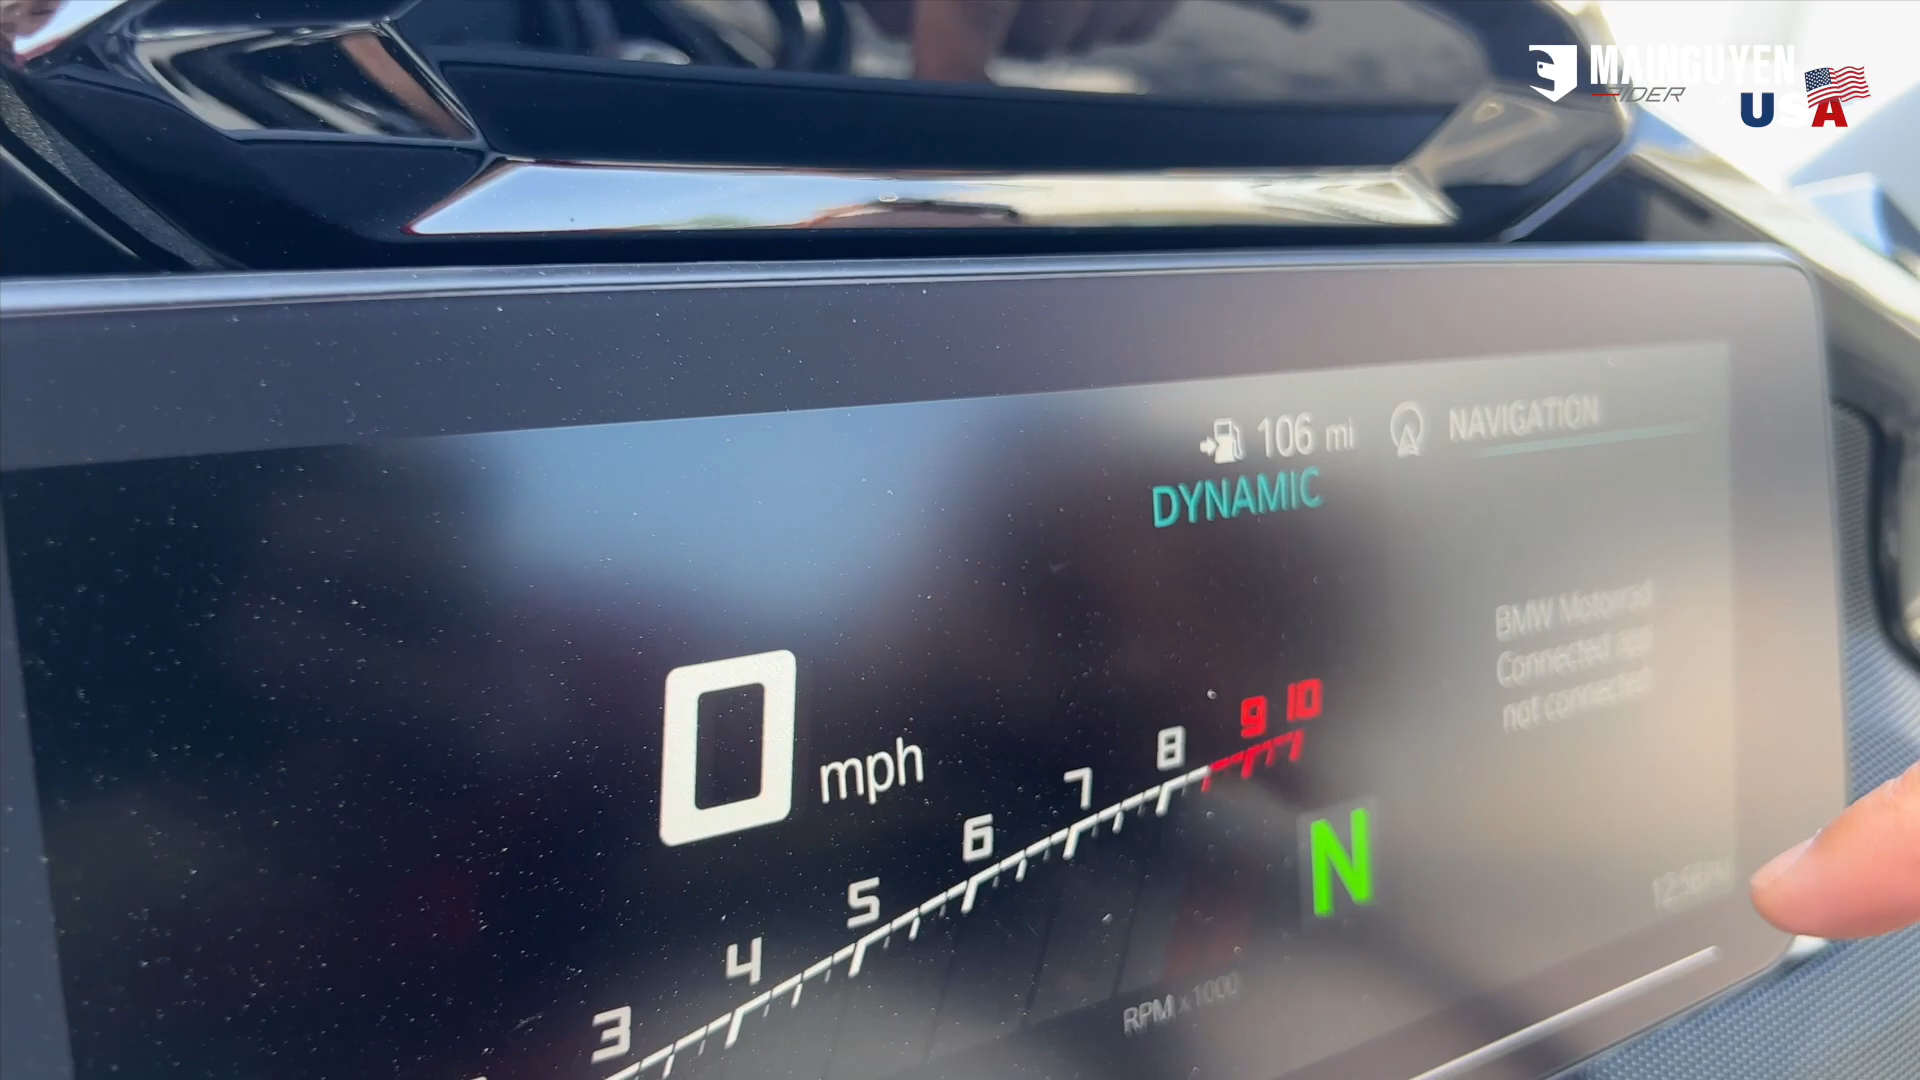 MAINGUYEN
RIDER
USA
106 mi
NAVIGATION
DYNAMIC
BMW Motorrad
Connected app
not connected
0 mph
3 4 5 6 7 8 9 10
N
RPM x 1000